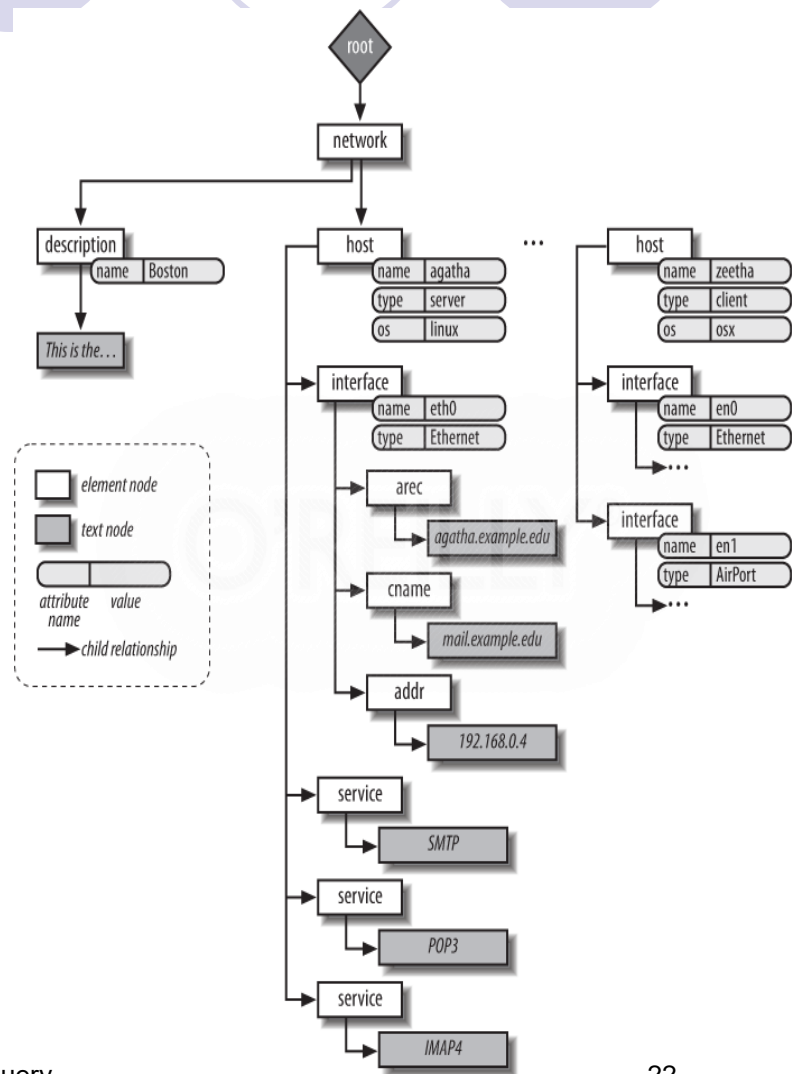 root
network
description
name Boston
This is the...
host
name agatha
type server
os linux
...
host
name zeetha
type client
os osx
interface
name eth0
type Ethernet
arec
agatha.example.edu
cname
mail.example.edu
addr
192.168.0.4
service
SMTP
service
POP3
service
IMAP4
interface
name en0
type Ethernet
...
interface
name en1
type AirPort
...
element node
text node
attribute name
value
child relationship
O'REILLY
22